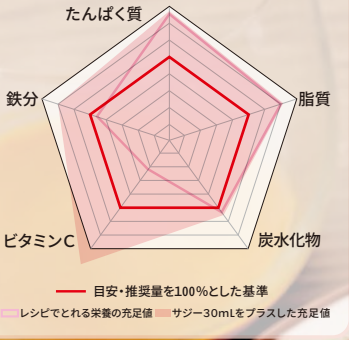 たんぱく質
鉄分
脂質
ビタミンC
炭水化物
目安・推奨量を100%とした基準
レシピでとれる栄養の充足値 サジー30mLをプラスした充足値